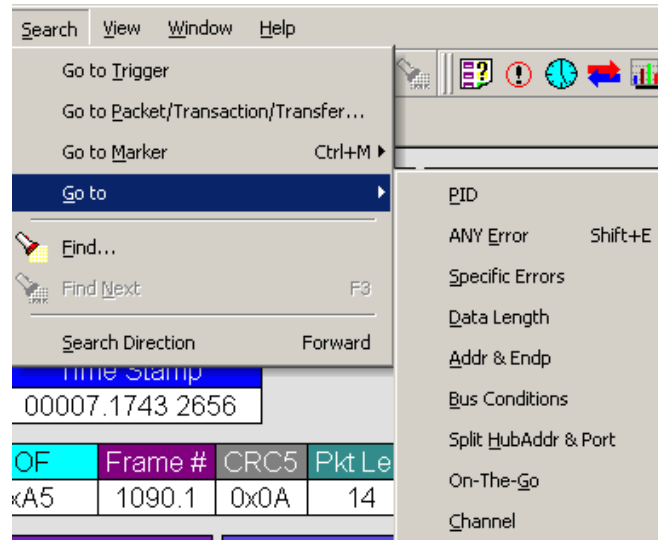 Search View Window Help
Go to Trigger
Go to Packet/Transaction/Transfer...
Go to Marker Ctrl+M
Go to
Find...
Find Next F3
Search Direction Forward
PID
ANY Error Shift+E
Specific Errors
Data Length
Addr & Endp
Bus Conditions
Split HubAddr & Port
On-The-Go
Channel
Time Stamp
00007.1743 2656
OF Frame # CRC5 Pkt Le
xA5 1090.1 0x0A 14